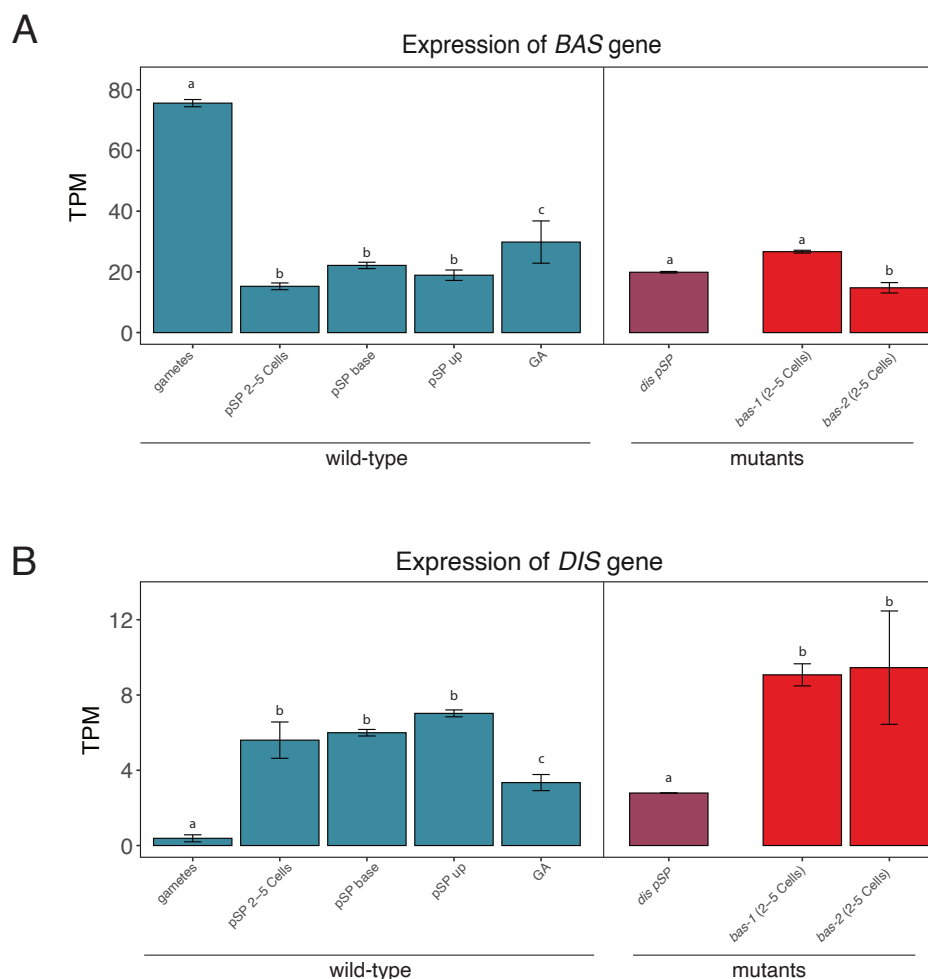 A
Expression of BAS gene
TPM
80
60
40
20
0
a
b
b
b
c
a
a
b
gametes
pSP 2–5 Cells
pSP base
pSP up
GA
dis pSP
bas-1 (2–5 Cells)
bas-2 (2-5 Cells)
wild-type
mutants
B
Expression of DIS gene
TPM
12
8
4
0
a
b
b
b
c
a
b
b
gametes
pSP 2–5 Cells
pSP base
pSP up
GA
dis pSP
bas-1 (2–5 Cells)
bas-2 (2-5 Cells)
wild-type
mutants